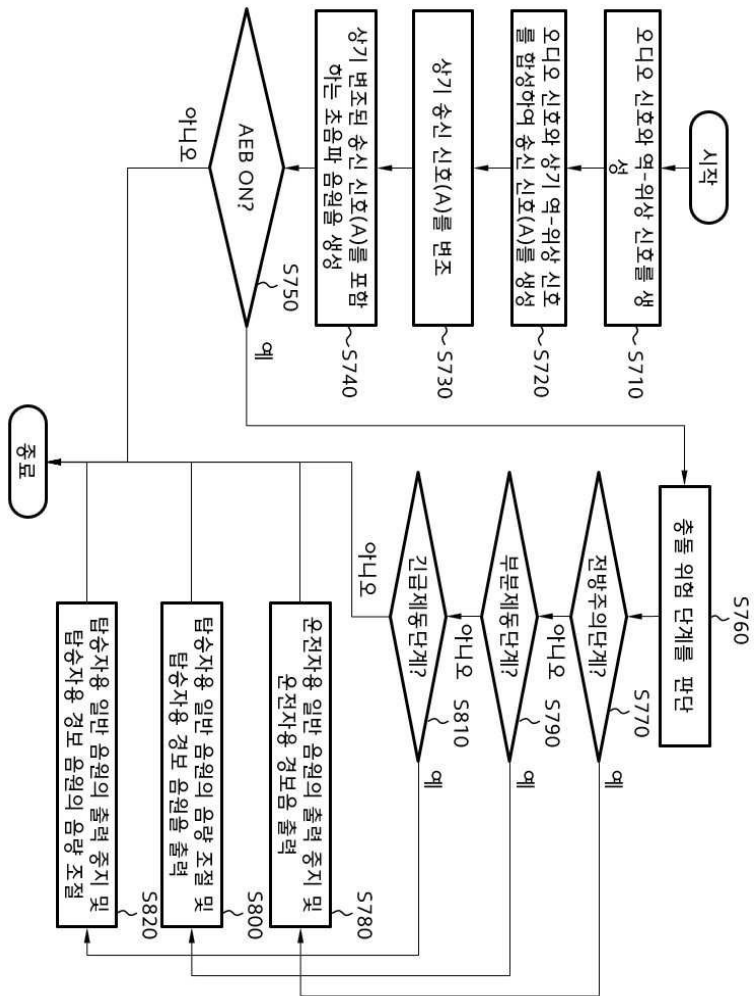 시작
오디오 신호와 역-위상 신호를 생
성
S710
오디오 신호와 상기 역-위상 신호
를 합성하여 송신 신호(A)를 생성
S720
상기 송신 신호(A)를 변조
S730
상기 변조된 송신 신호(A)를 포함
하는 초음파 음원을 생성
S740
AEB ON?
S750
아니오
예
충돌 위험 단계를 판단
S760
전방주의단계?
S770
아니오
예
부분제동단계?
S790
아니오
예
긴급제동단계?
S810
아니오
예
운전자용 일반 음원의 출력 중지 및
운전자용 경보음 출력
S780
탑승자용 일반 음원의 음량 조절 및
탑승자용 경보 음원을 출력
S800
탑승자용 일반 음원의 출력 중지 및
탑승자용 경보 음원의 음량 조절
S820
종료